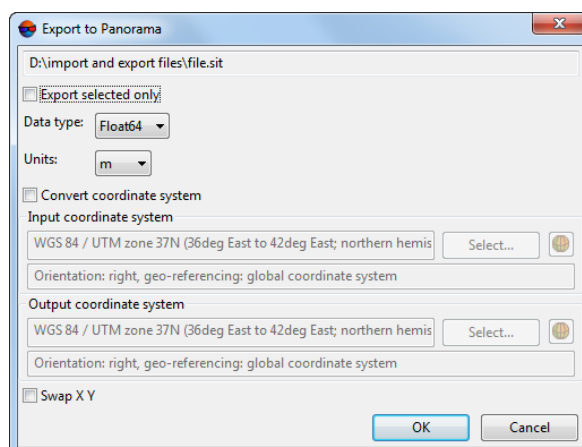 Export to Panorama
D:\import and export files\file.sit
Export selected only
Data type: Float64
Units: m
Convert coordinate system
Input coordinate system
WGS 84 / UTM zone 37N (36deg East to 42deg East; northern hemis Select...
Orientation: right, geo-referencing: global coordinate system
Output coordinate system
WGS 84 / UTM zone 37N (36deg East to 42deg East; northern hemis Select...
Orientation: right, geo-referencing: global coordinate system
Swap X Y
OK Cancel